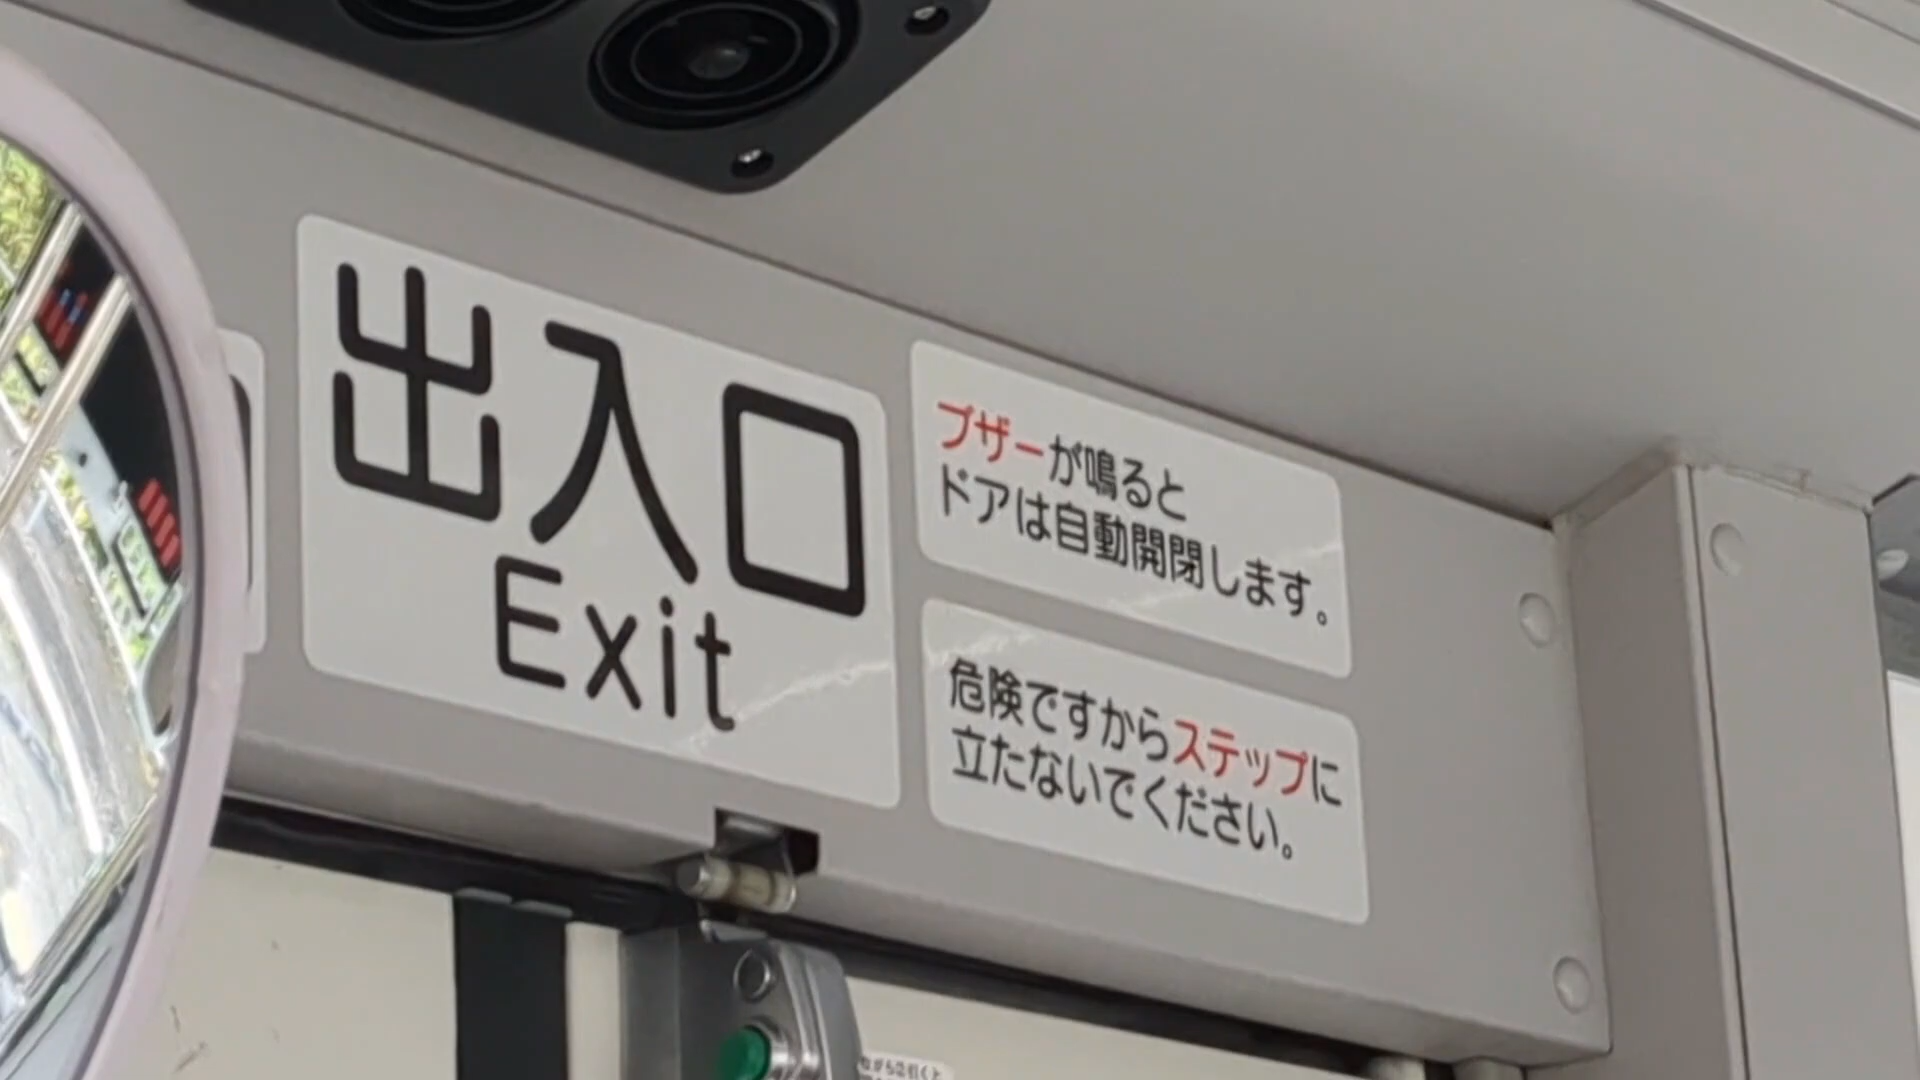 出入口
Exit
ブザーが鳴ると
ドアは自動開閉します。
危険ですからステップに
立たないでください。